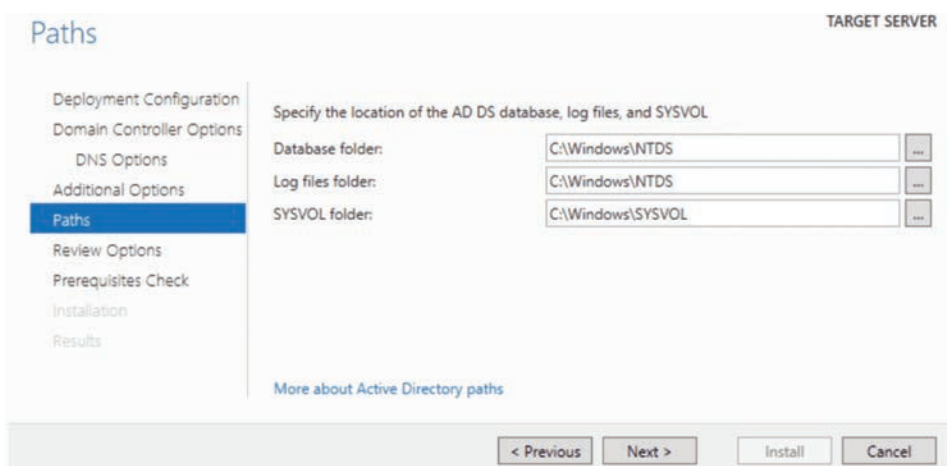 Paths
TARGET SERVER
Deployment Configuration
Domain Controller Options
DNS Options
Additional Options
Paths
Review Options
Prerequisites Check
Installation
Results
Specify the location of the AD DS database, log files, and SYSVOL
Database folder: C:\Windows\NTDS ...
Log files folder: C:\Windows\NTDS ...
SYSVOL folder: C:\Windows\SYSVOL ...
More about Active Directory paths
< Previous Next > Install Cancel